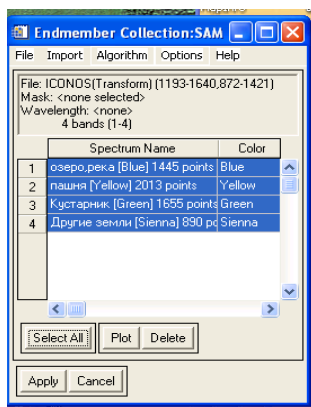 Endmember Collection:SAM
File Import Algorithm Options Help
File: ICONOS(Transform) (1193-1640,872-1421)
Mask: <none selected>
Wavelength: <none>
4 bands (1-4)
Spectrum Name Color
1 озеро,река [Blue] 1445 points Blue
2 пашня [Yellow] 2013 points Yellow
3 Кустарник [Green] 1655 points Green
4 Другие земли [Sienna] 890 po Sienna
Select All Plot Delete
Apply Cancel